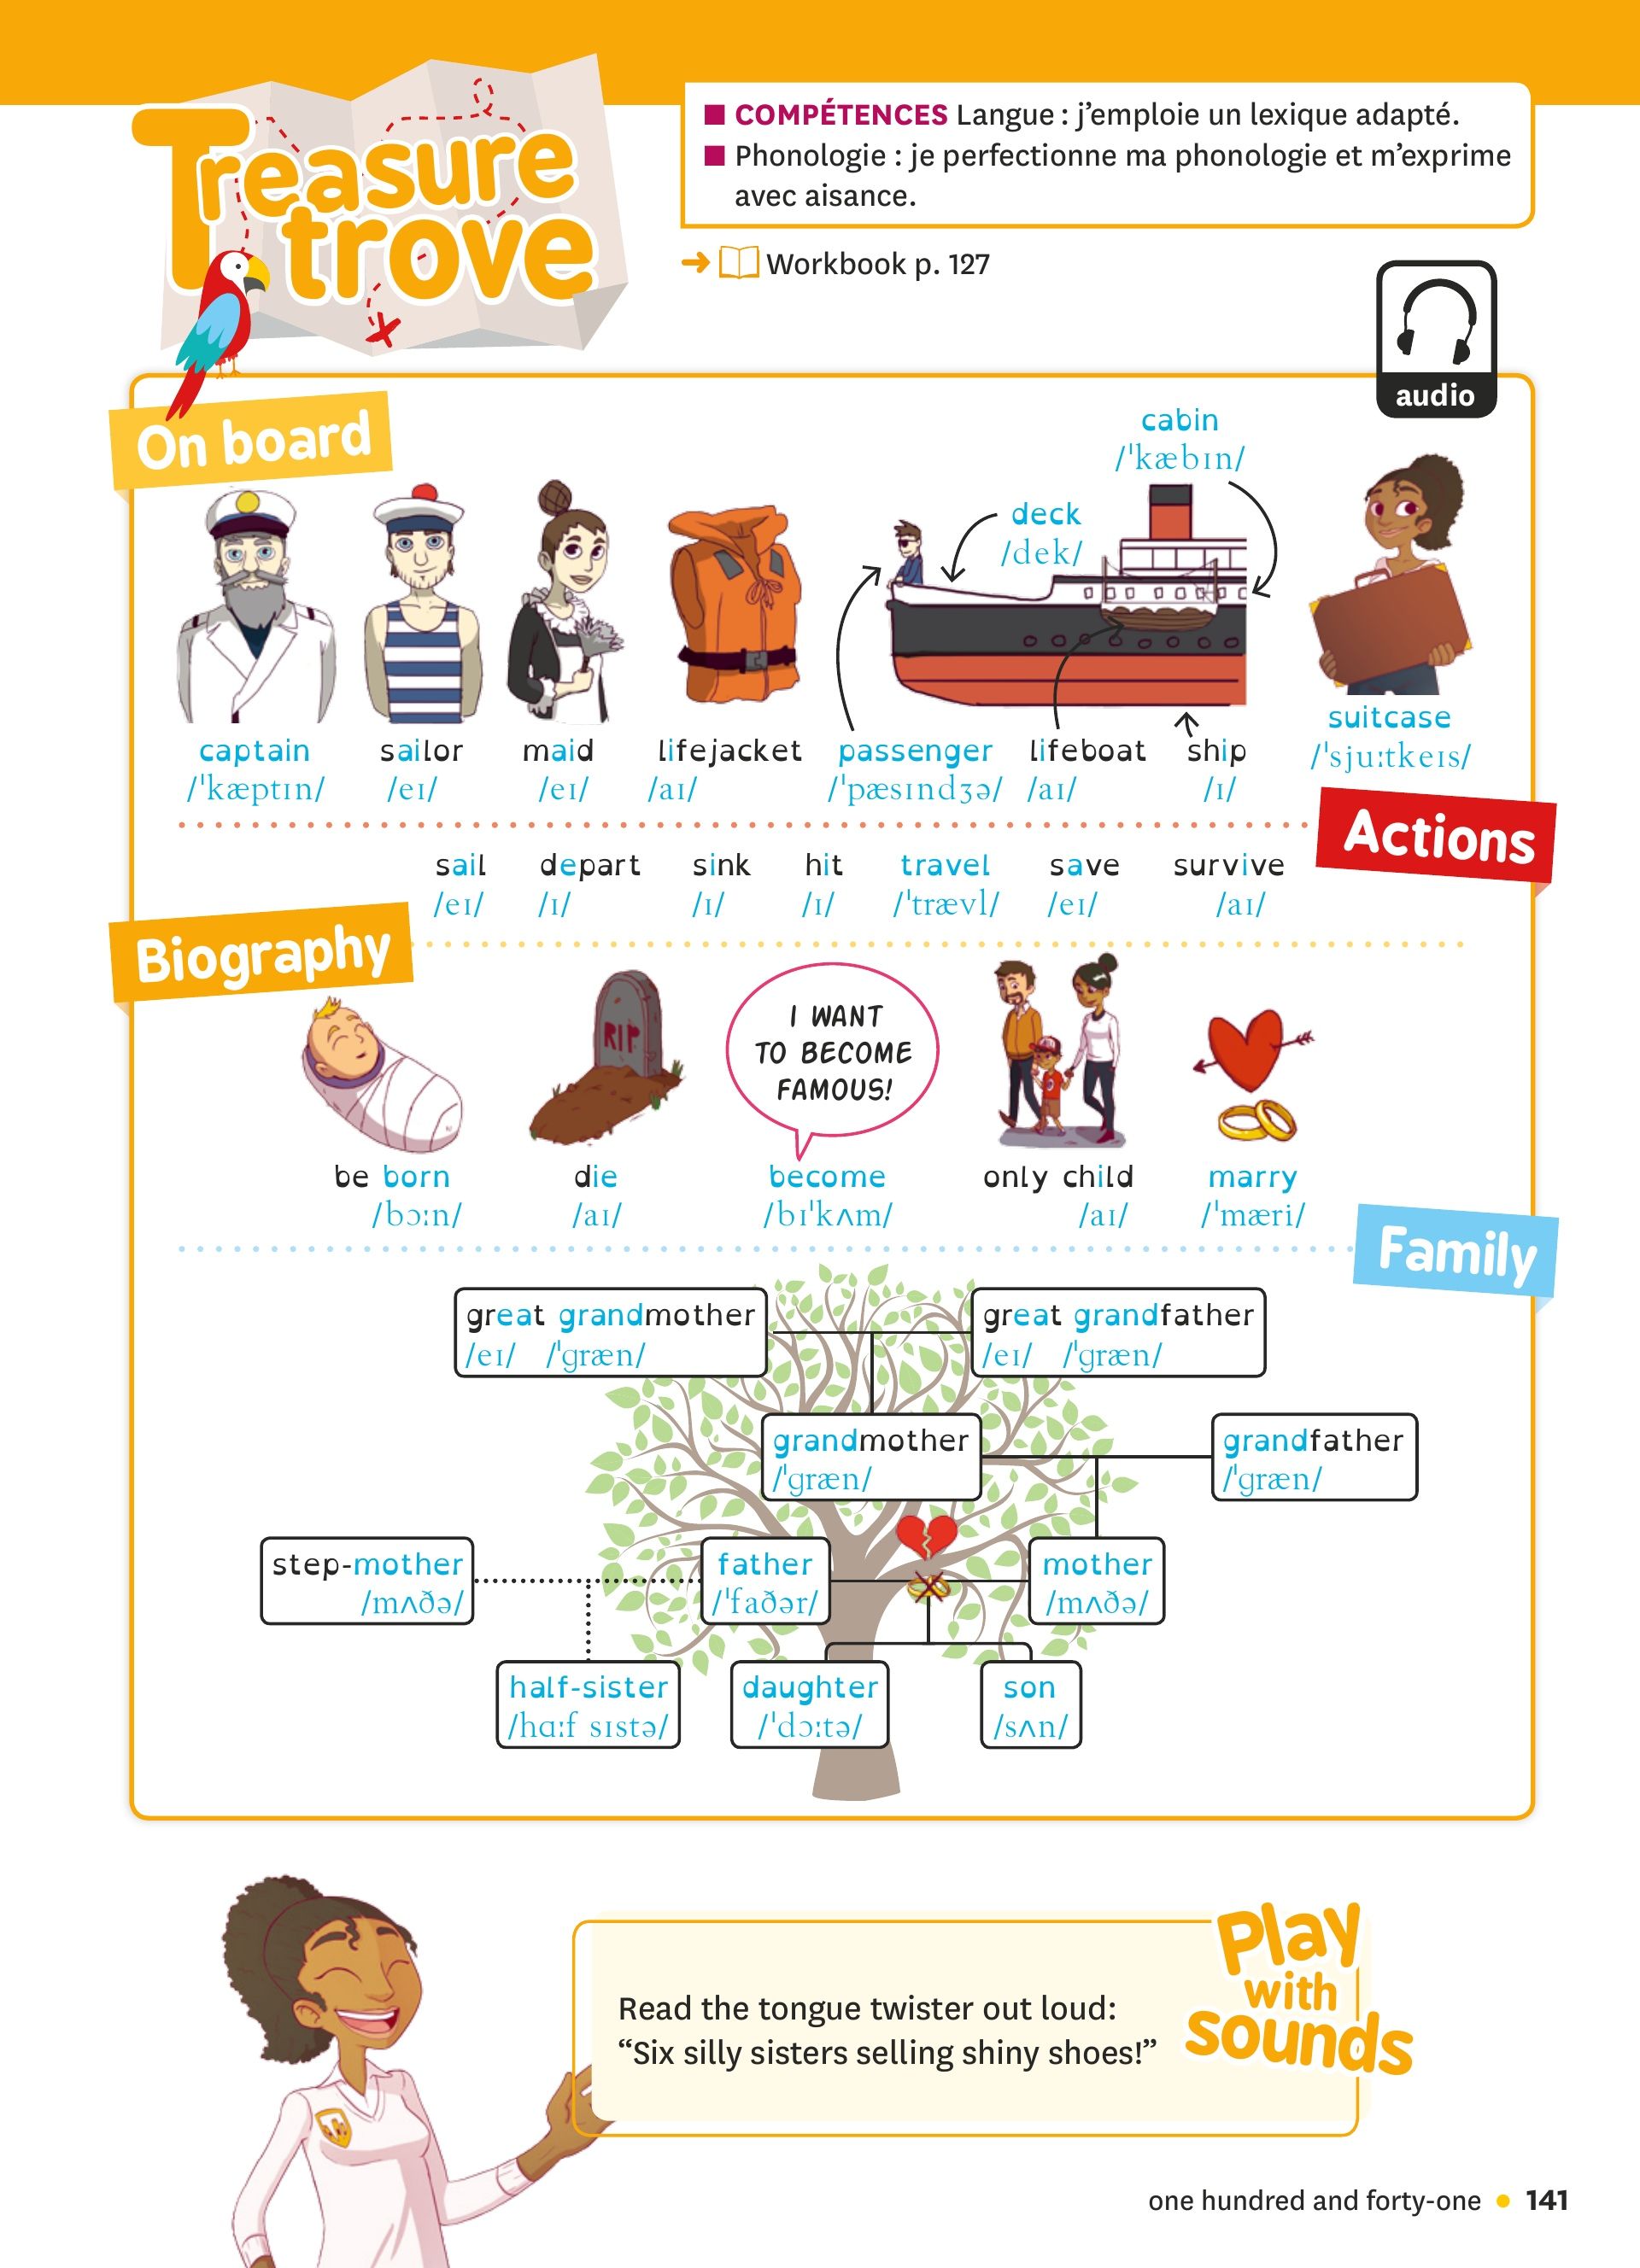 Treasure
trove
■ COMPÉTENCES Langue : j'emploie un lexique adapté.
■ Phonologie : je perfectionne ma phonologie et m'exprime
avec aisance.
➜ Workbook p. 127
audio
On board
cabin
/ˈkæbɪn/
deck
/dek/
captain
/ˈkæptɪn/
sailor
/eɪ/
maid
/eɪ/
lifejacket
/aɪ/
passenger
/ˈpæsɪndʒə/
lifeboat
/aɪ/
ship
/ɪ/
suitcase
/ˈsjuːtkeɪs/
Actions
sail
/eɪ/
depart
/ɪ/
sink
/ɪ/
hit
/ɪ/
travel
/ˈtrævl/
save
/eɪ/
survive
/aɪ/
Biography
RIP
I WANT
TO BECOME
FAMOUS!
be born
/bɔːn/
die
/aɪ/
become
/bɪˈkʌm/
only child
/aɪ/
marry
/ˈmæri/
Family
great grandmother
/eɪ/ /ˈɡræn/
great grandfather
/eɪ/ /ˈɡræn/
grandmother
/ˈɡræn/
grandfather
/ˈɡræn/
step-mother
/mʌðə/
father
/ˈfaðər/
mother
/mʌðə/
half-sister
/hɑːf sɪstə/
daughter
/ˈdɔːtə/
son
/sʌn/
Play
with
sounds
Read the tongue twister out loud:
“Six silly sisters selling shiny shoes!”
one hundred and forty-one • 141